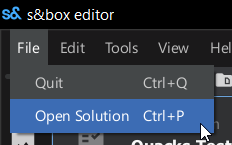 s& s&box editor
File Edit Tools View
Quit Ctrl+Q
Open Solution Ctrl+P